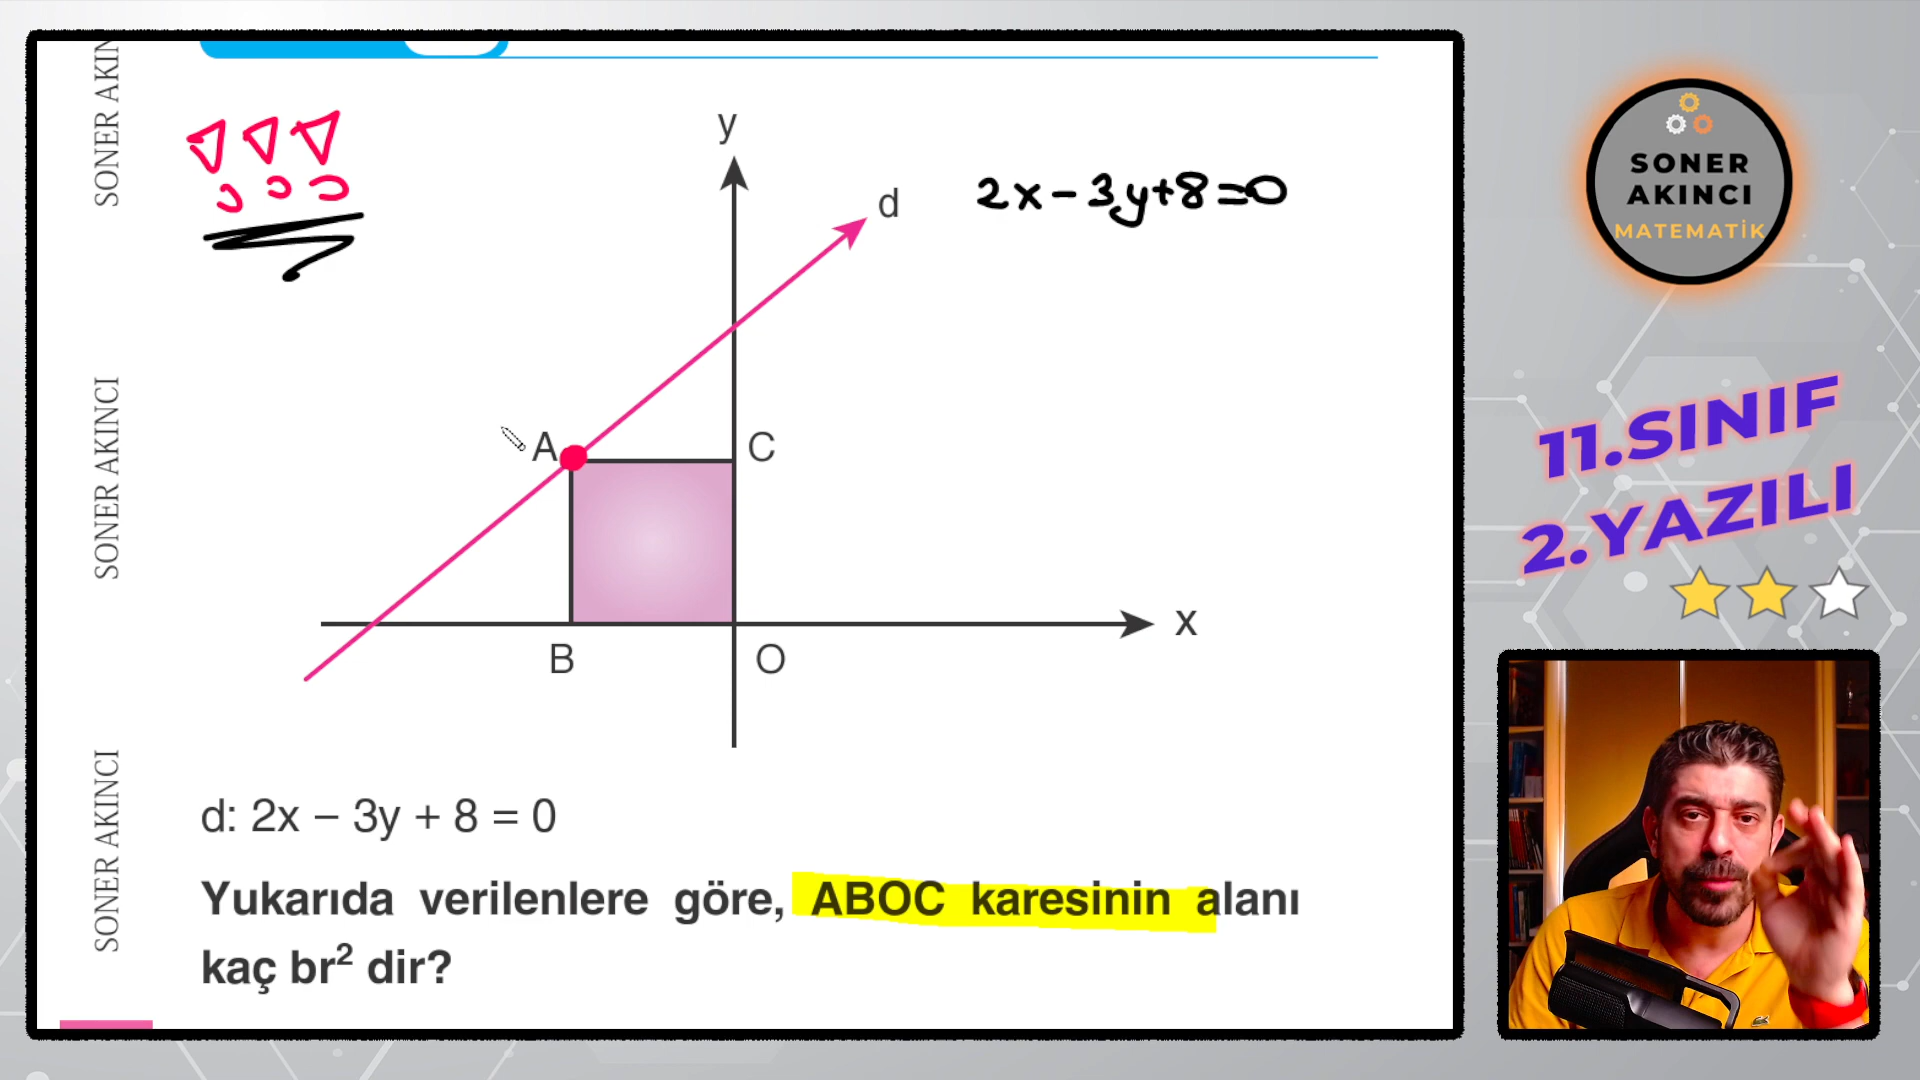 SONER AKIN
y
d
2x-3y+8=0
A
C
SONER AKINCI
x
B
O
SONER AKINCI
d: 2x – 3y + 8 = 0
Yukarıda verilenlere göre, ABOC karesinin alanı
kaç br² dir?
SONER
AKINCI
MATEMATİK
11.SINIF
2.YAZILI